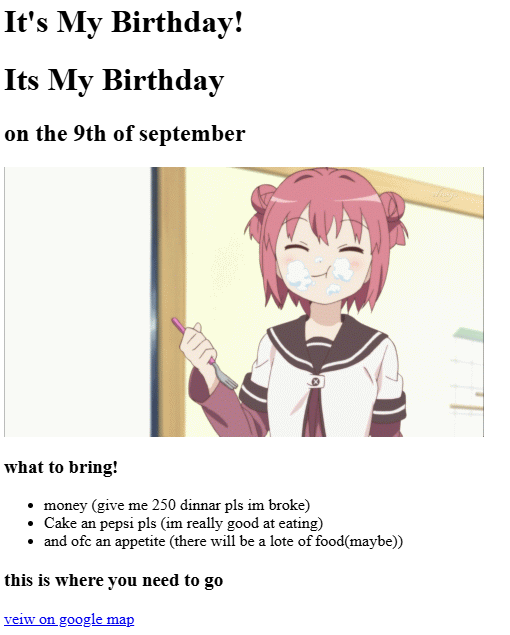 It's My Birthday!
Its My Birthday
on the 9th of september
what to bring!
money (give me 250 dinnar pls im broke)
Cake an pepsi pls (im really good at eating)
and ofc an appetite (there will be a lote of food(maybe))
this is where you need to go
veiw on google map